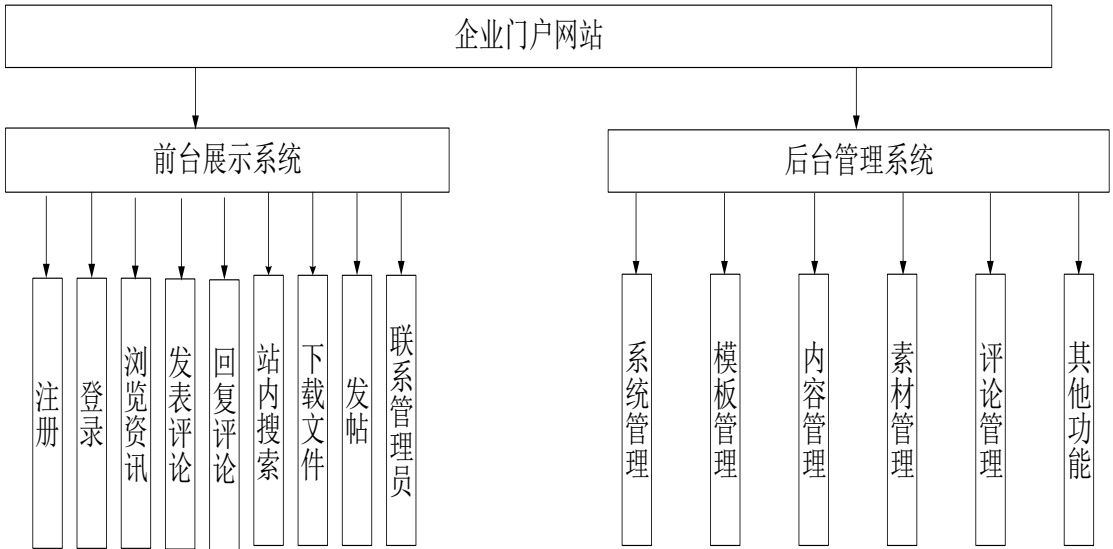 企业门户网站
前台展示系统
后台管理系统
注册
登录
浏览资讯
发表评论
回复评论
站内搜索
下载文件
发帖
联系管理员
系统管理
模板管理
内容管理
素材管理
评论管理
其他功能